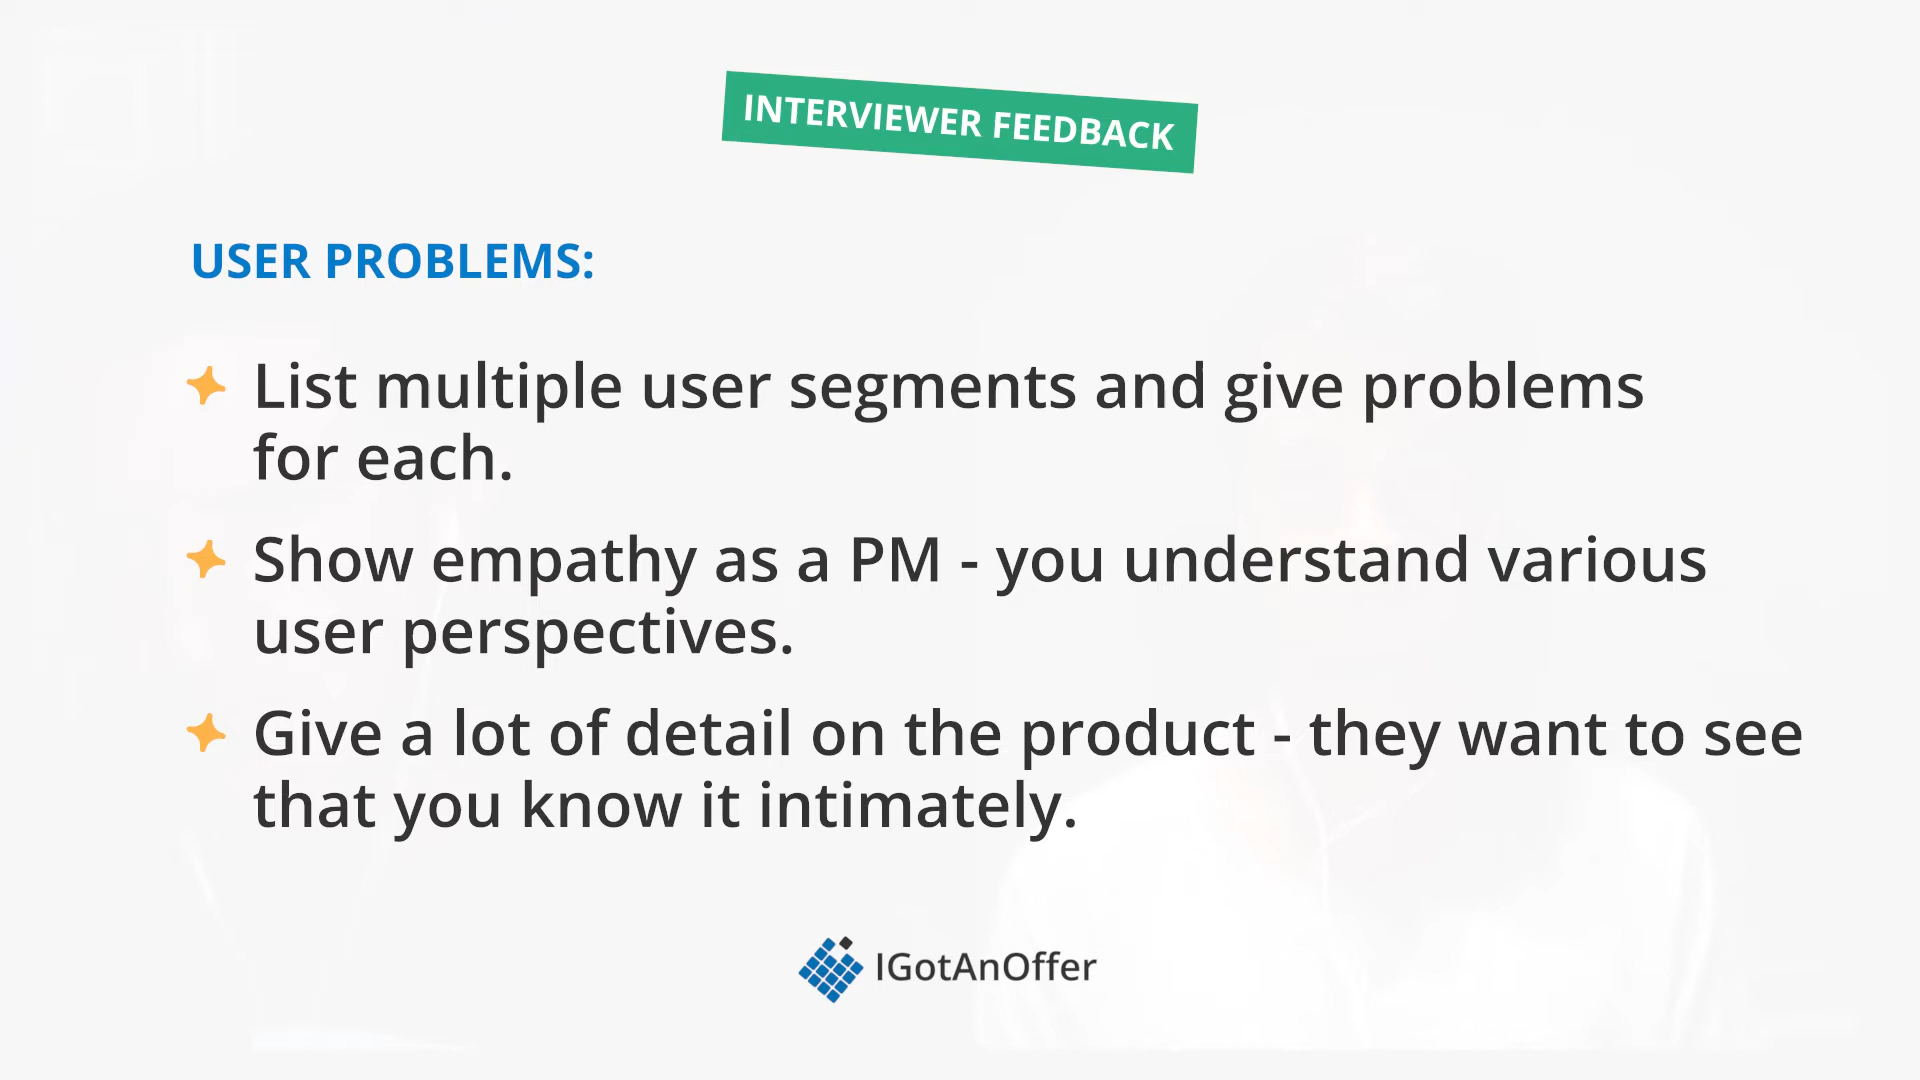 INTERVIEWER FEEDBACK
USER PROBLEMS:
List multiple user segments and give problems
for each.
Show empathy as a PM - you understand various
user perspectives.
Give a lot of detail on the product - they want to see
that you know it intimately.
IGotAnOffer